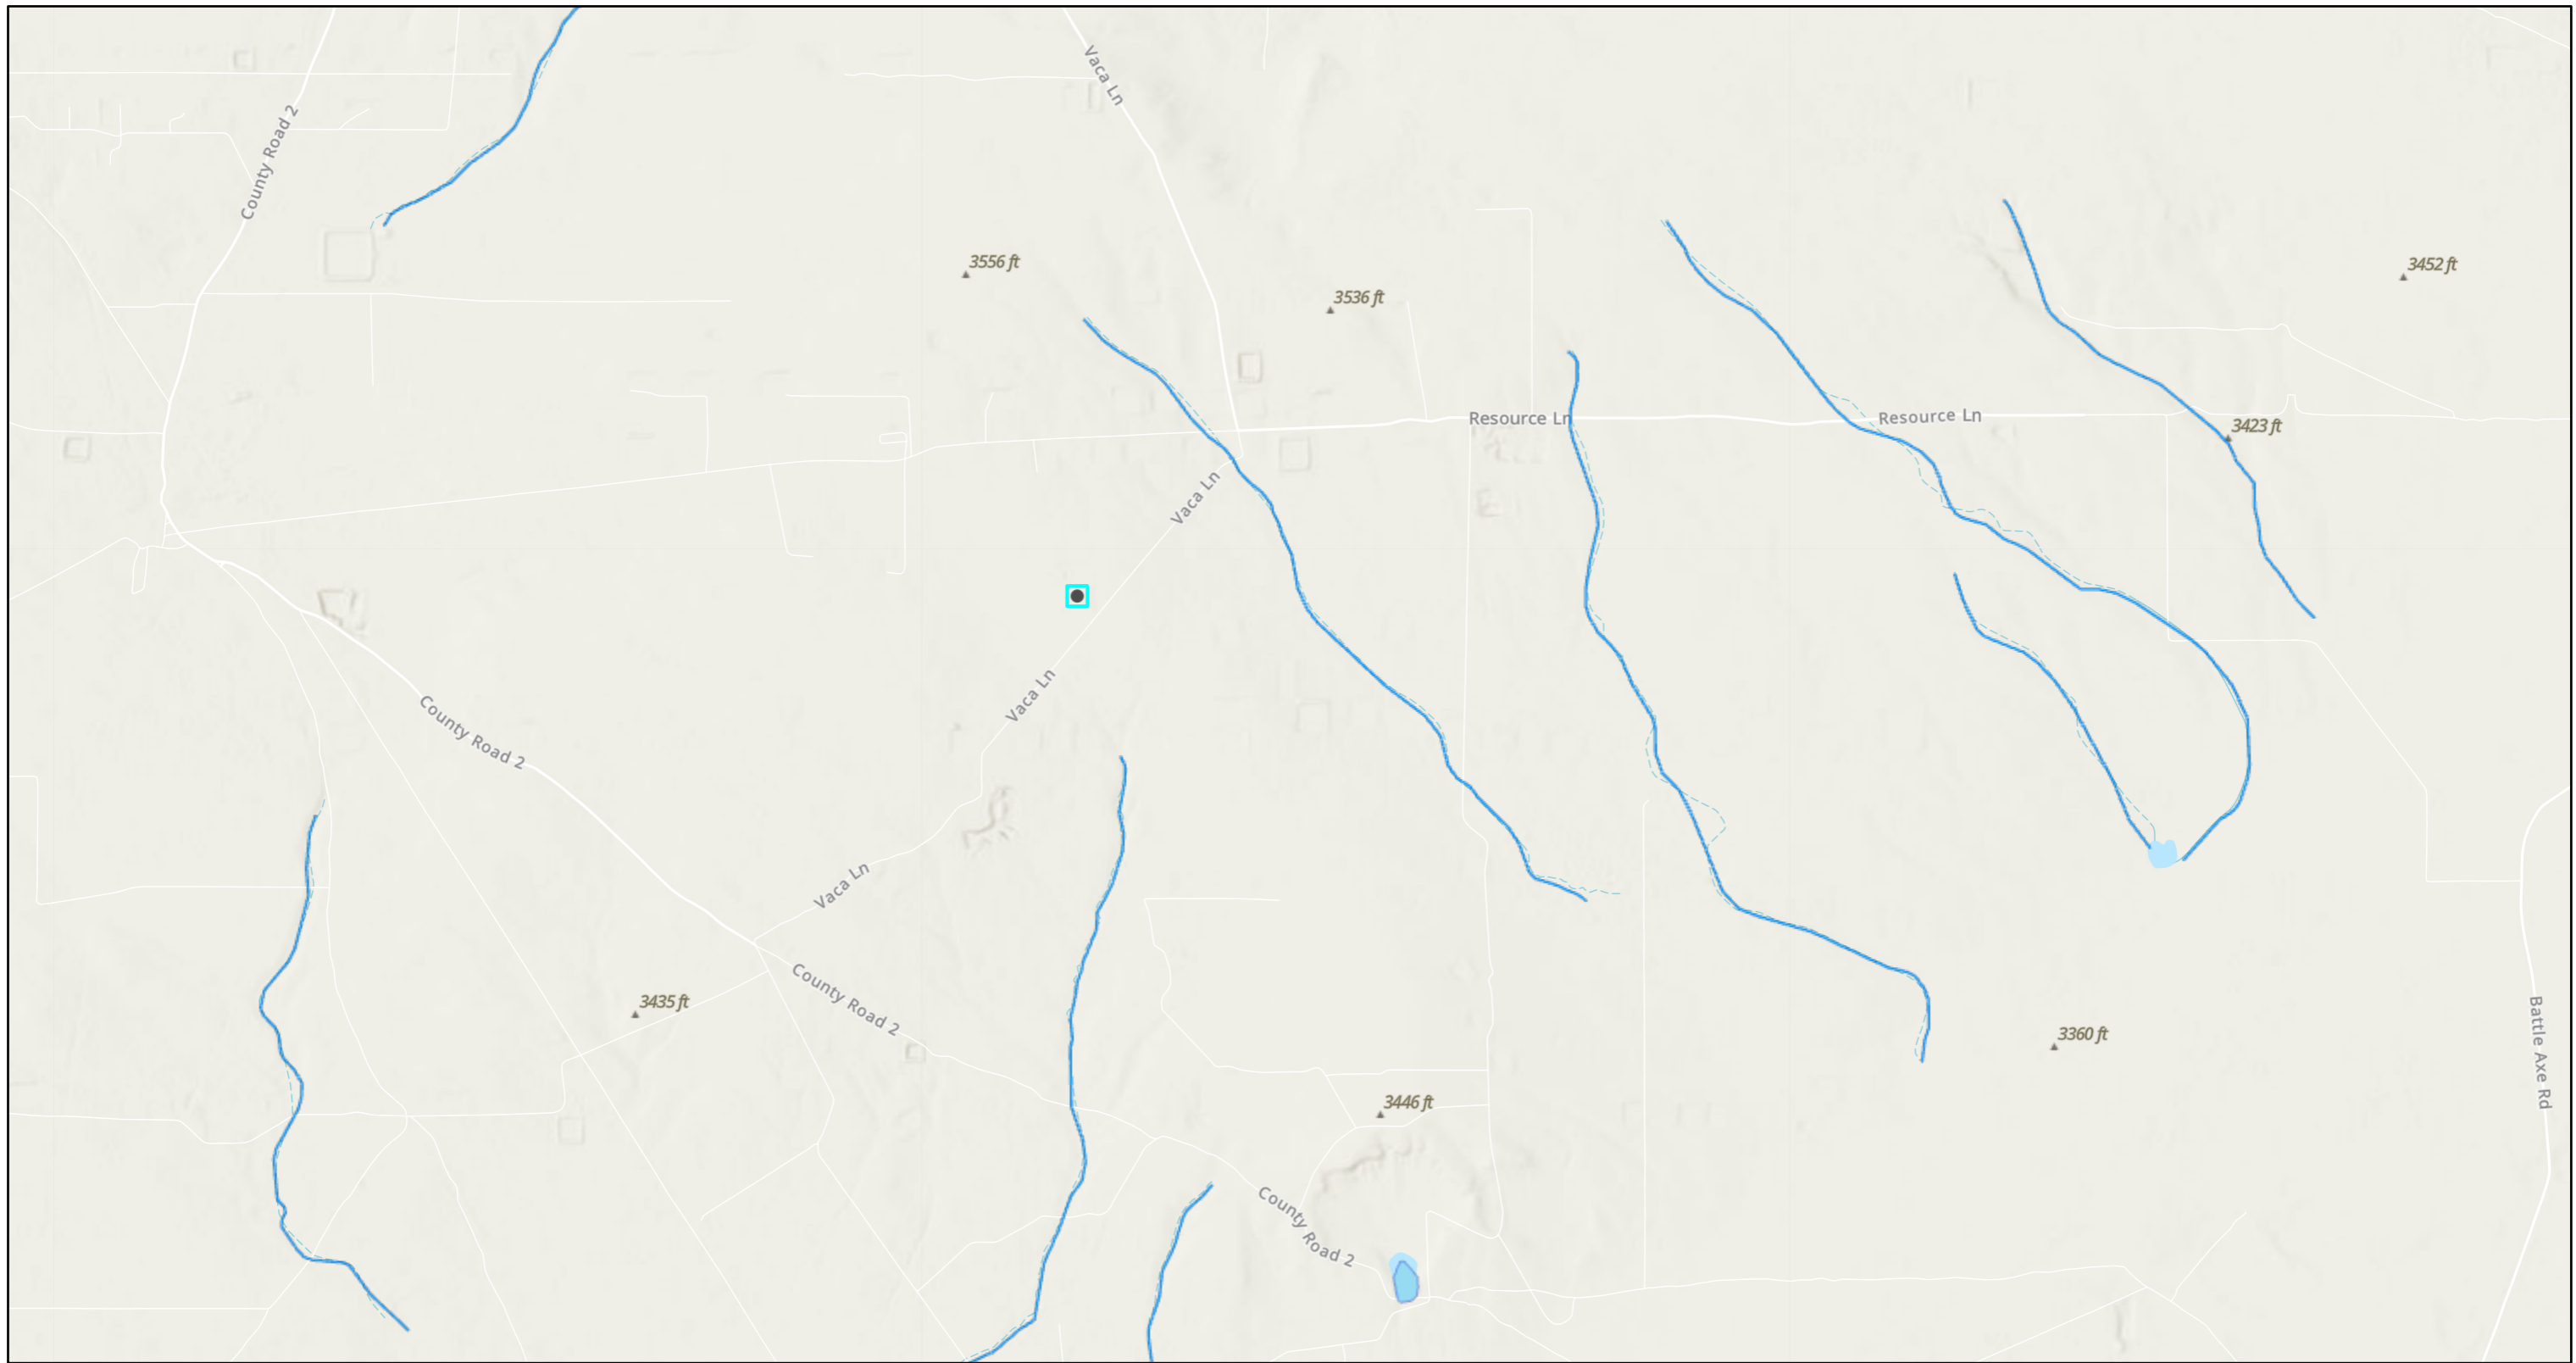 Vaca Ln
County Road 2
3556 ft
3452 ft
3536 ft
Resource Ln
Resource Ln
3423 ft
Vaca Ln
Vaca Ln
County Road 2
Vaca Ln
County Road 2
3435 ft
3360 ft
Battle Axe Rd
3446 ft
County Road 2